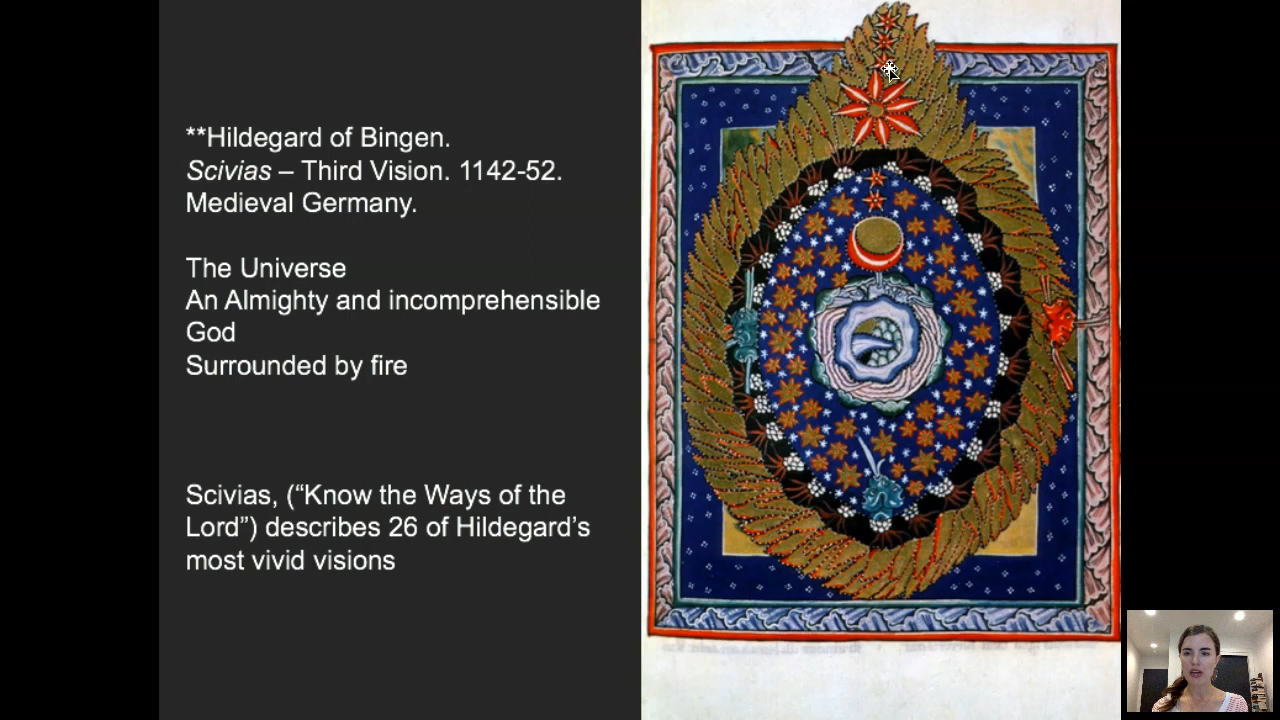 **Hildegard of Bingen.
Scivias – Third Vision. 1142-52.
Medieval Germany.
The Universe
An Almighty and incomprehensible
God
Surrounded by fire
Scivias, (“Know the Ways of the
Lord”) describes 26 of Hildegard’s
most vivid visions